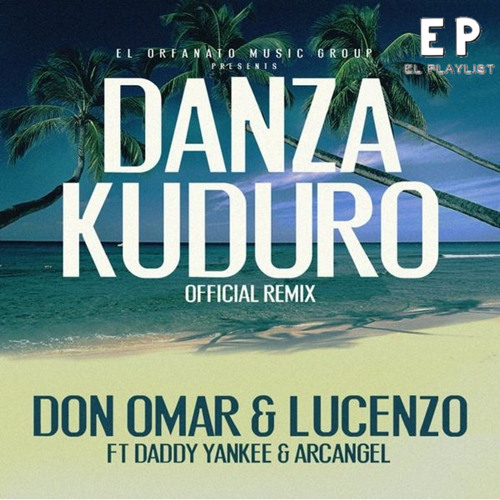 EP
EL PLAYLIST
EL ORFANATO MUSIC GROUP
PRESENTS
DANZA
KUDURO
OFFICIAL REMIX
DON OMAR & LUCENZO
FT DADDY YANKEE & ARCANGEL